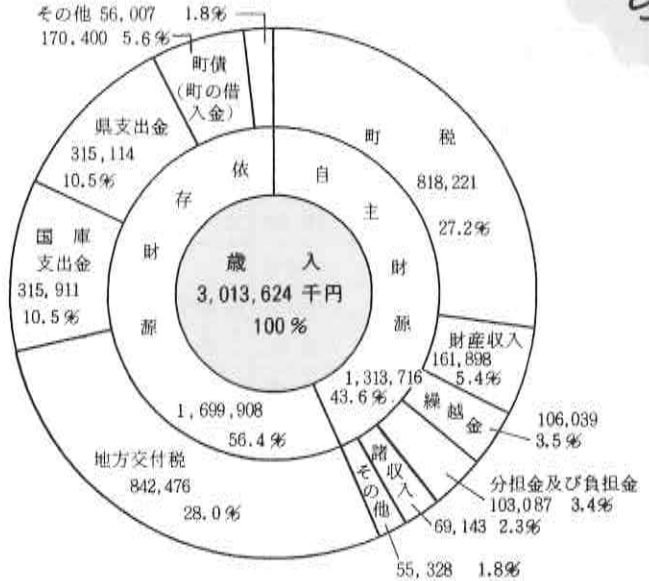 その他 56,007 1.8%
170,400 5.6%
町債
(町の借
入金)
県支出金
315,114
10.5%
国庫
支出金
315,911
10.5%
地方交付税
842,476
28.0%
依存財源
1,699,908
56.4%
歳入
3,013,624 千円
100%
自主財源
1,313,716
43.6%
町税
818,221
27.2%
財産収入
161,898
5.4%
繰越金
106,039
3.5%
分担金及び負担金
103,087 3.4%
諸収入
69,143 2.3%
その他
55,328 1.8%